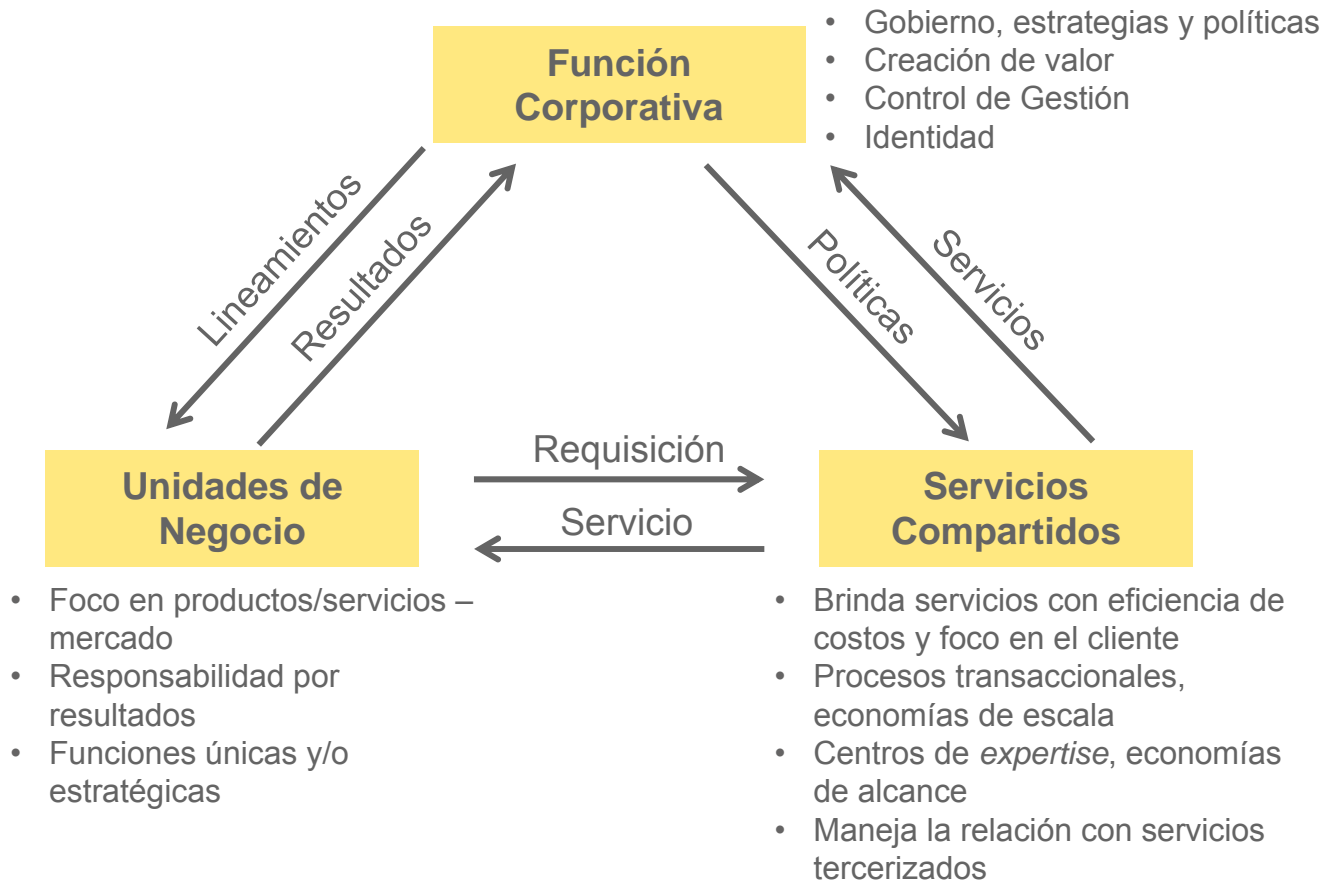 Función
Corporativa
• Gobierno, estrategias y políticas
• Creación de valor
• Control de Gestión
• Identidad
Lineamientos
Resultados
Políticas
Servicios
Requisición
Servicio
Unidades de
Negocio
• Foco en productos/servicios –
mercado
• Responsabilidad por
resultados
• Funciones únicas y/o
estratégicas
Servicios
Compartidos
• Brinda servicios con eficiencia de
costos y foco en el cliente
• Procesos transaccionales,
economías de escala
• Centros de expertise, economías
de alcance
• Maneja la relación con servicios
tercerizados